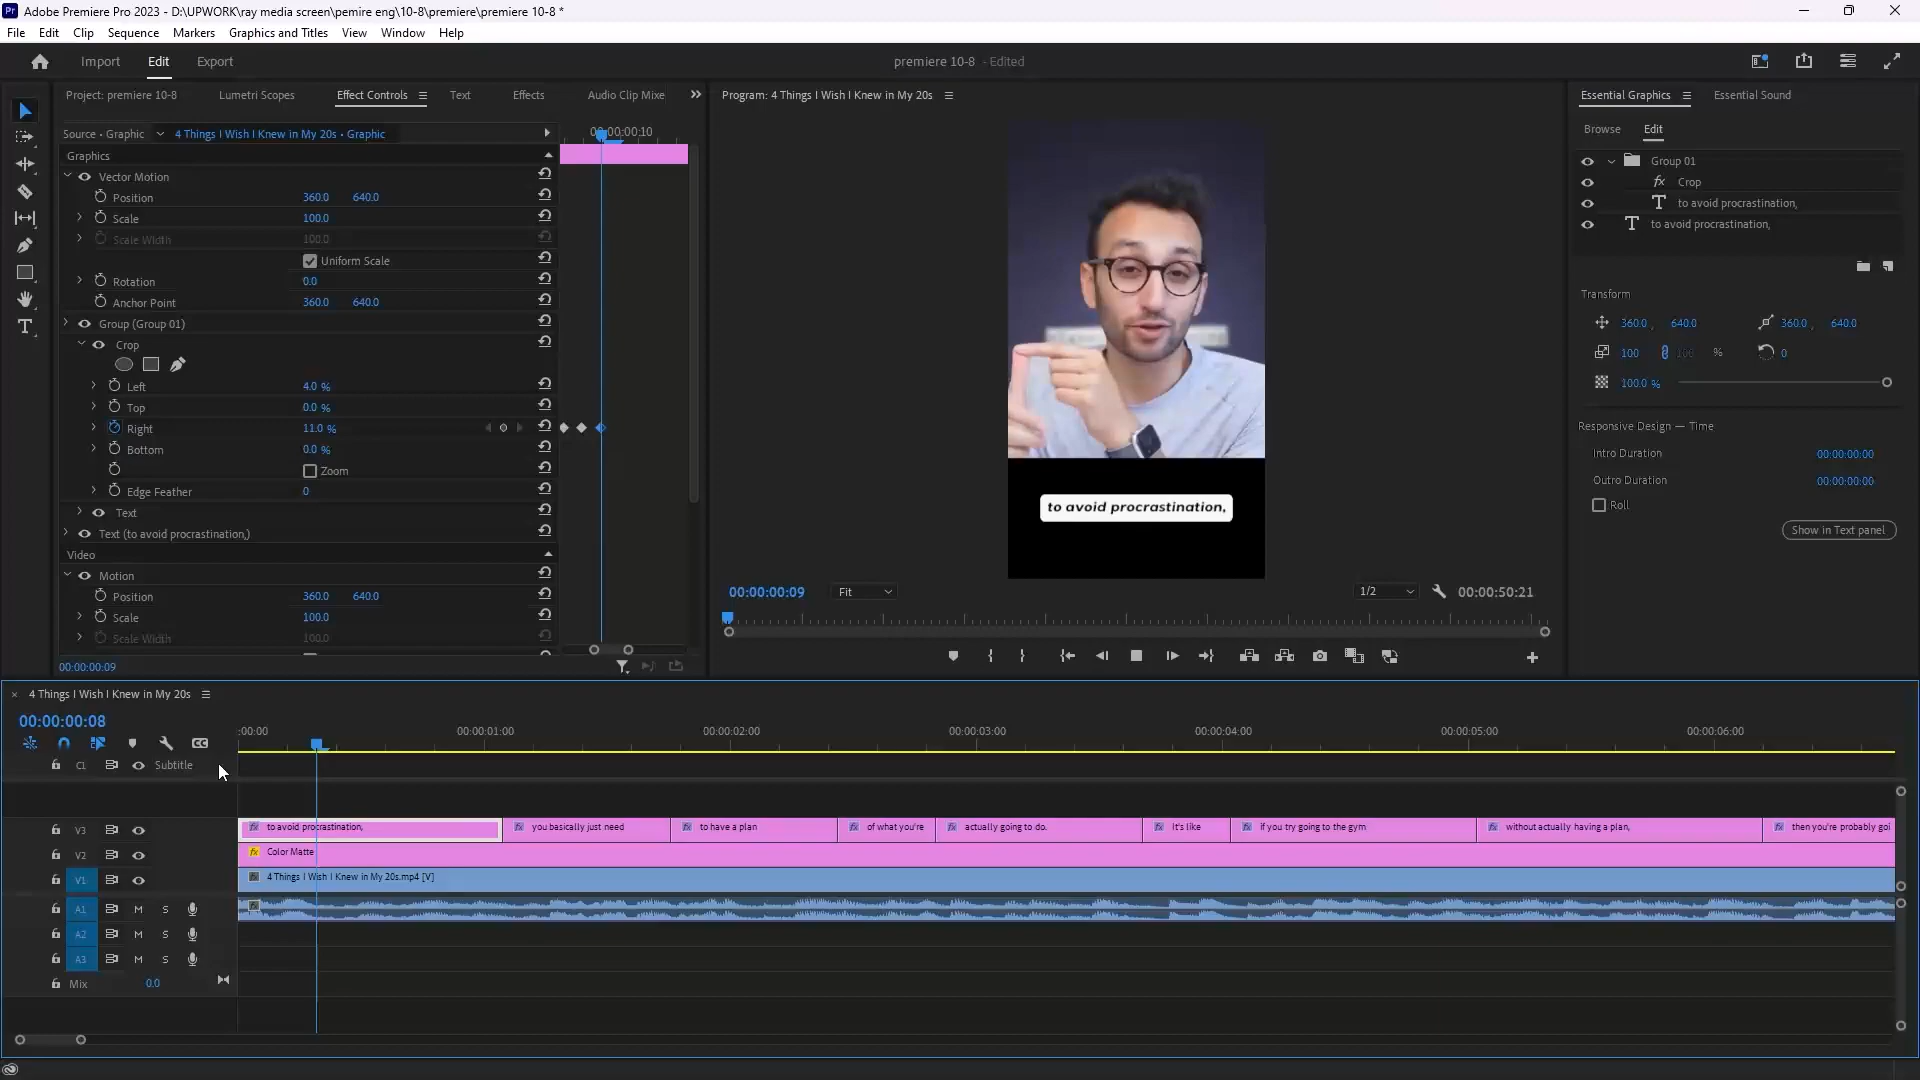 Adobe Premiere Pro 2023 - D:\UPWORK\ray media screen\pemire eng\10-8\premiere\premiere 10-8 *
File Edit Clip Sequence Markers Graphics and Titles View Window Help
Import Edit Export
premiere 10-8 - Edited
Project: premiere 10-8 Lumetri Scopes Effect Controls Text Effects Audio Clip Mixe
Source • Graphic 4 Things I Wish I Knew in My 20s • Graphic
00:00:00:10
Graphics
Vector Motion
Position 360.0 640.0
Scale 100.0
Scale Width 100.0
Uniform Scale
Rotation 0.0
Anchor Point 360.0 640.0
Group (Group 01)
Crop
Left 4.0 %
Top 0.0 %
Right 11.0 %
Bottom 0.0 %
Zoom
Edge Feather 0
Text
Text (to avoid procrastination,)
Video
Motion
Position 360.0 640.0
Scale 100.0
Scale Width 100.0
00:00:00:09
Program: 4 Things I Wish I Knew in My 20s
to avoid procrastination,
00:00:00:09 Fit 1/2 00:00:50:21
Essential Graphics Essential Sound
Browse Edit
Group 01
fx Crop
T to avoid procrastination,
T to avoid procrastination,
Transform
360.0 , 640.0 360.0 , 640.0
100 100 % 0
100.0 %
Responsive Design — Time
Intro Duration 00:00:00:00
Outro Duration 00:00:00:00
Roll
Show in Text panel
4 Things I Wish I Knew in My 20s
00:00:00:08
:00:00 00:00:01:00 00:00:02:00 00:00:03:00 00:00:04:00 00:00:05:00 00:00:06:00
C1 Subtitle
V3 fx to avoid procrastination, fx you basically just need fx to have a plan fx of what you're fx actually going to do. fx It's like fx if you try going to the gym fx without actually having a plan, fx then you're probably goi
V2 fx Color Matte
V1 fx 4 Things I Wish I Knew in My 20s.mp4 [V]
A1 M S fx
A2 M S
A3 M S
Mix 0.0